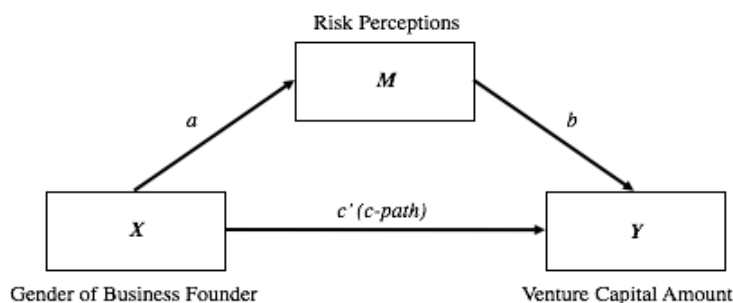 Risk Perceptions
M
a
b
c' (c-path)
X
Y
Gender of Business Founder
Venture Capital Amount